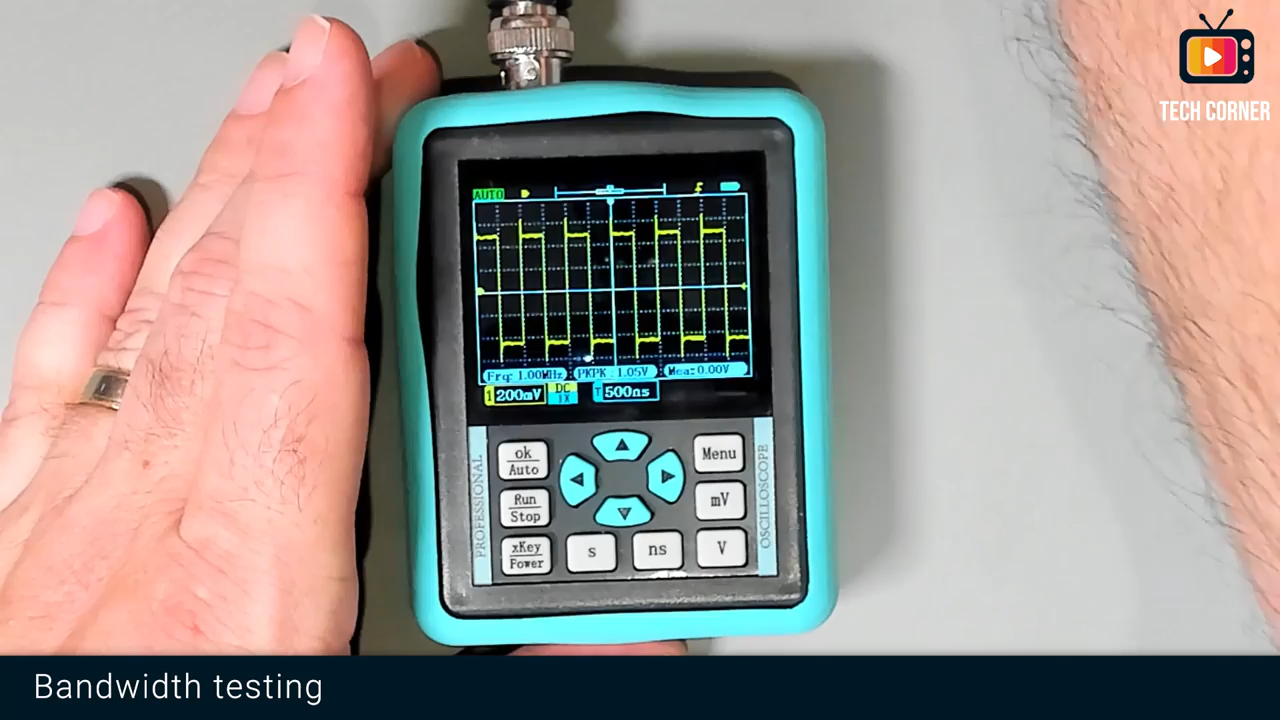 TECH CORNER
AUTO
Frq: 1.00MHz PKPK : 1.05V Mea: 0.00V
1 200mV DC 1X T 500ns
PROFESSIONAL
OSCILLOSCOPE
ok Auto
Menu
Run Stop
mV
xKey Power
s
ns
V
Bandwidth testing